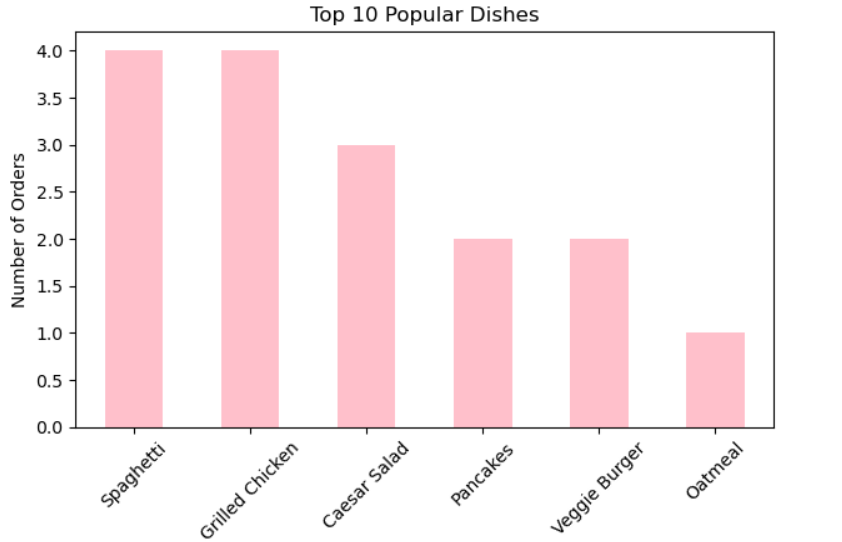 Top 10 Popular Dishes
Number of Orders
4.0
3.5
3.0
2.5
2.0
1.5
1.0
0.5
0.0
Spaghetti
Grilled Chicken
Caesar Salad
Pancakes
Veggie Burger
Oatmeal